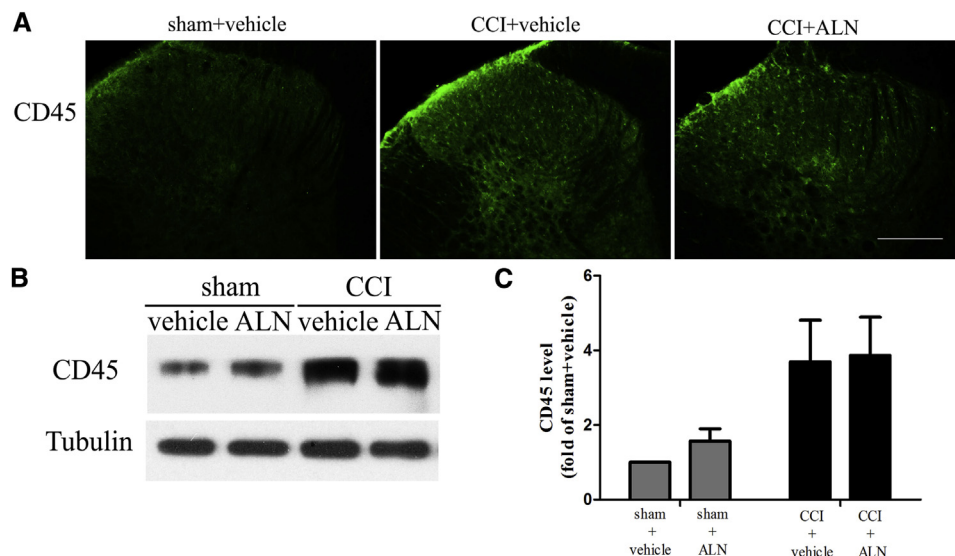 A
sham+vehicle
CCI+vehicle
CCI+ALN
CD45
B
sham
CCI
vehicle ALN vehicle ALN
CD45
Tubulin
C
CD45 level
(fold of sham+vehicle)
6
4
2
0
sham
+
vehicle
sham
+
ALN
CCI
+
vehicle
CCI
+
ALN